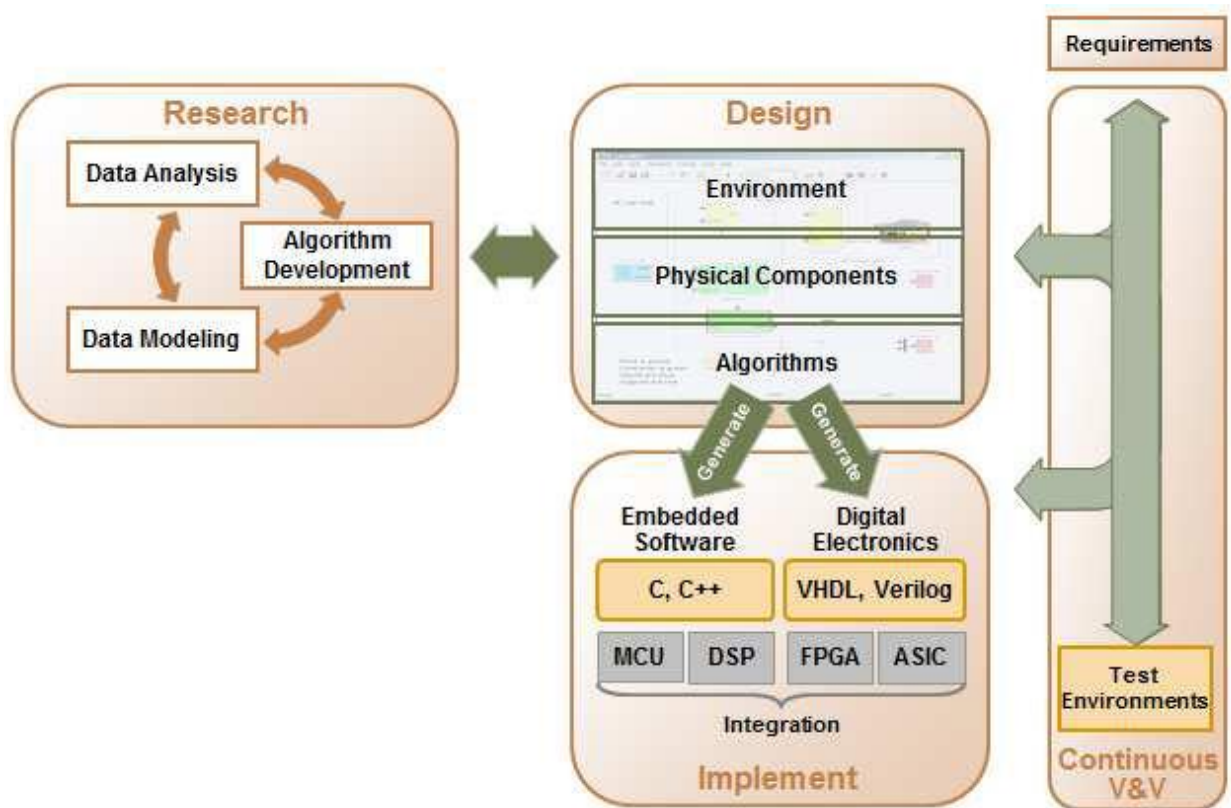 Requirements
Research
Data Analysis
Algorithm
Development
Data Modeling
Design
Environment
Physical Components
Algorithms
Generate
Generate
Embedded
Software
Digital
Electronics
C, C++
VHDL, Verilog
MCU
DSP
FPGA
ASIC
Integration
Implement
Test
Environments
Continuous
V&V